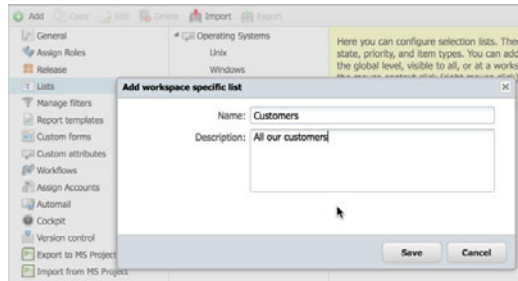 Add Copy Edit Delete Import Export
General
Assign Roles
Release
Lists
Manage filters
Report templates
Custom forms
Custom attributes
Workflows
Assign Accounts
Automail
Cockpit
Version control
Export to MS Project
Import from MS Project
Operating Systems
Unix
Windows
Here you can configure selection lists. Ther
state, priority, and item types. You can add
the global level, visible to all, or at a works
Add workspace specific list
Name: Customers
Description: All our customers
Save Cancel